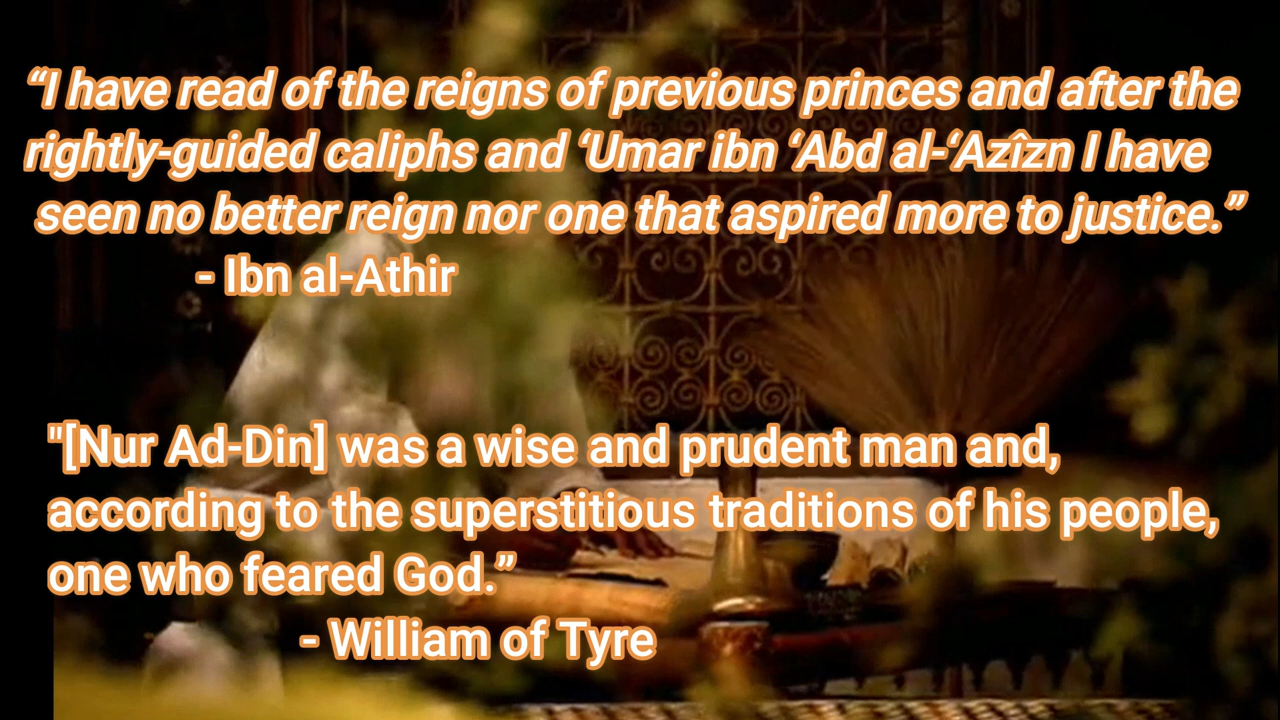 “I have read of the reigns of previous princes and after the
rightly-guided caliphs and ‘Umar ibn ‘Abd al-‘Azîzn I have
seen no better reign nor one that aspired more to justice.”
- Ibn al-Athir
"[Nur Ad-Din] was a wise and prudent man and,
according to the superstitious traditions of his people,
one who feared God.”
- William of Tyre